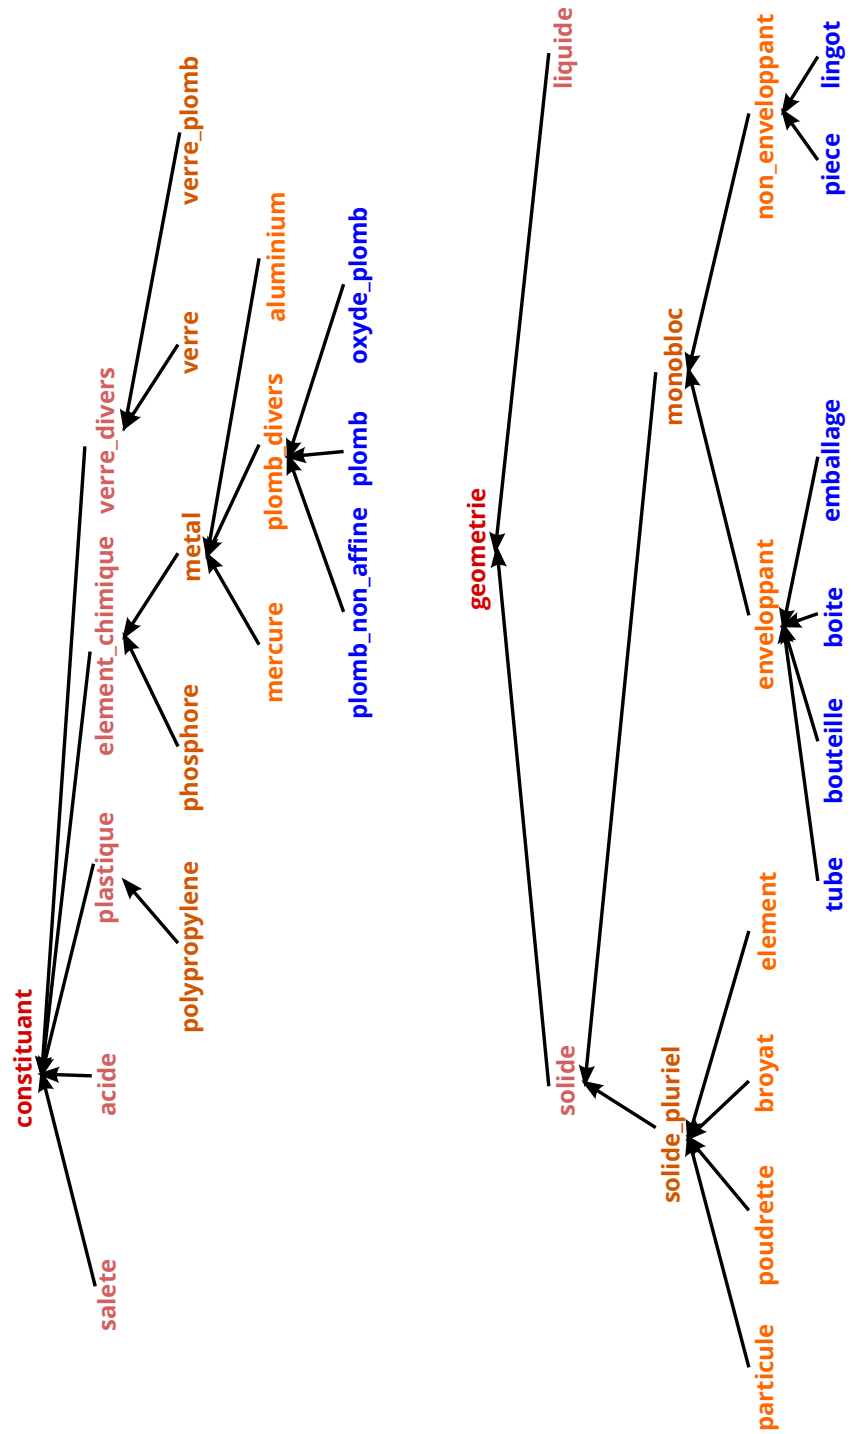 constituant
salete
acide
plastique
element_chimique
verre_divers
polypropylene
phosphore
metal
verre
verre_plomb
mercure
plomb_divers
aluminium
plomb_non_affine
plomb
oxyde_plomb
geometrie
solide
liquide
solide_pluriel
monobloc
particule
poudrette
broyat
element
enveloppant
non_enveloppant
tube
bouteille
boite
emballage
piece
lingot